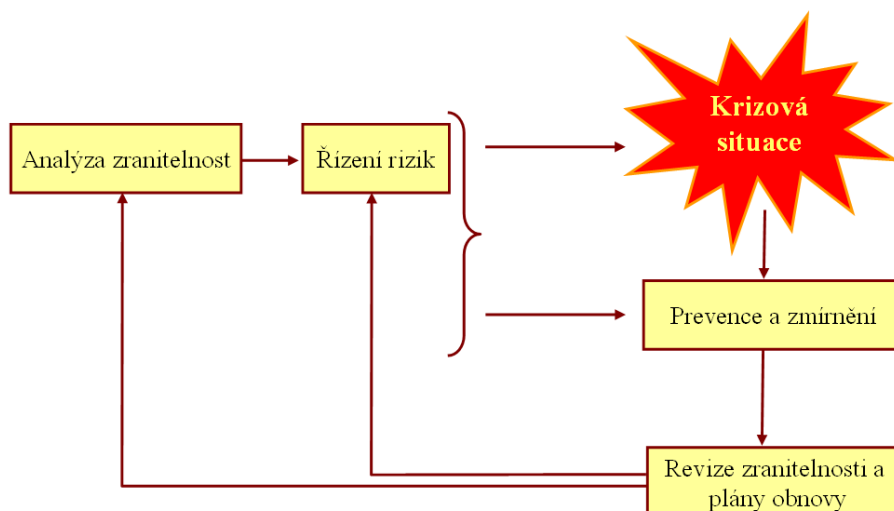 Krizová
situace
Analýza zranitelnost
Řízení rizik
Prevence a zmírnění
Revize zranitelnosti a
plány obnovy